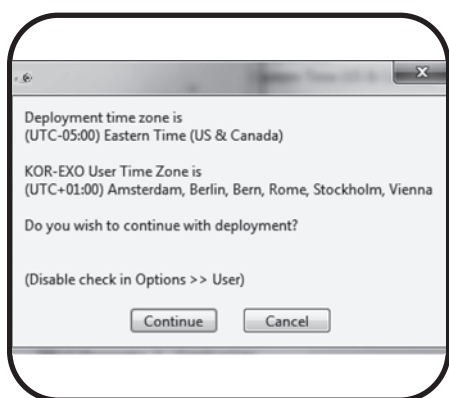 Deployment time zone is
(UTC-05:00) Eastern Time (US & Canada)
KOR-EXO User Time Zone is
(UTC+01:00) Amsterdam, Berlin, Bern, Rome, Stockholm, Vienna
Do you wish to continue with deployment?
(Disable check in Options >> User)
Continue Cancel